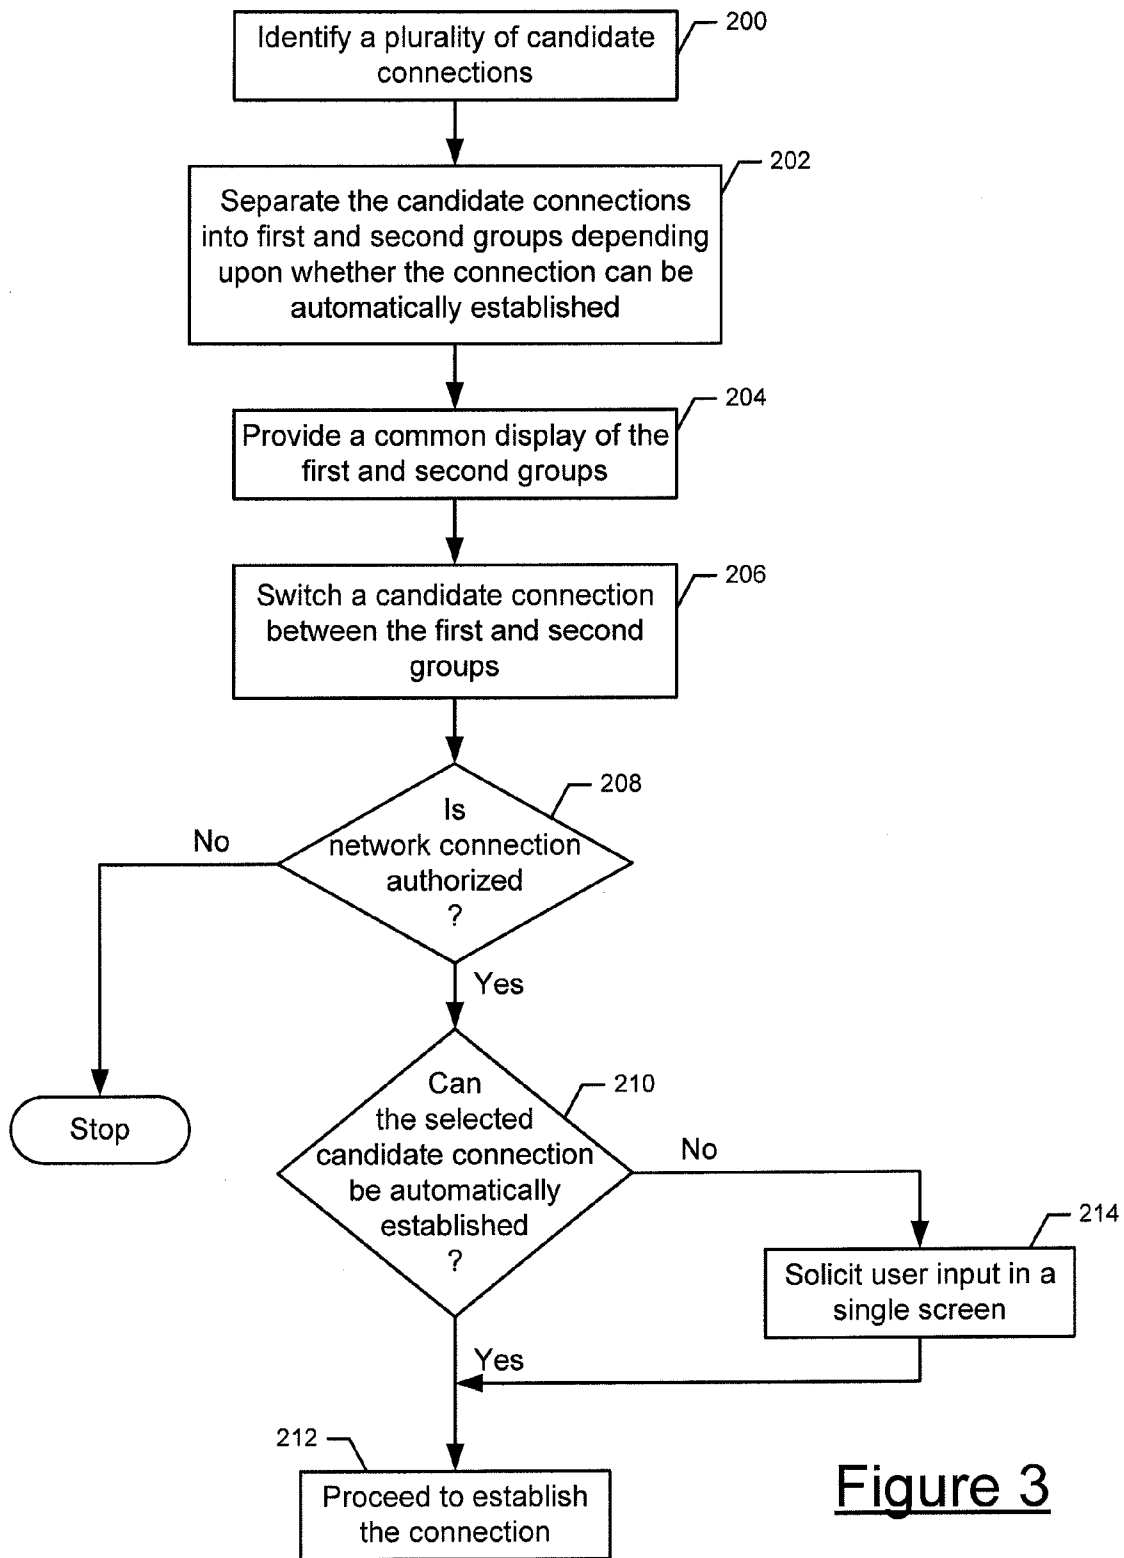 Identify a plurality of candidate
connections
200
202
Separate the candidate connections
into first and second groups depending
upon whether the connection can be
automatically established
204
Provide a common display of the
first and second groups
206
Switch a candidate connection
between the first and second
groups
208
Is
network connection
authorized
?
No
Yes
Stop
210
Can
the selected
candidate connection
be automatically
established
?
No
214
Solicit user input in a
single screen
Yes
212
Proceed to establish
the connection
Figure 3